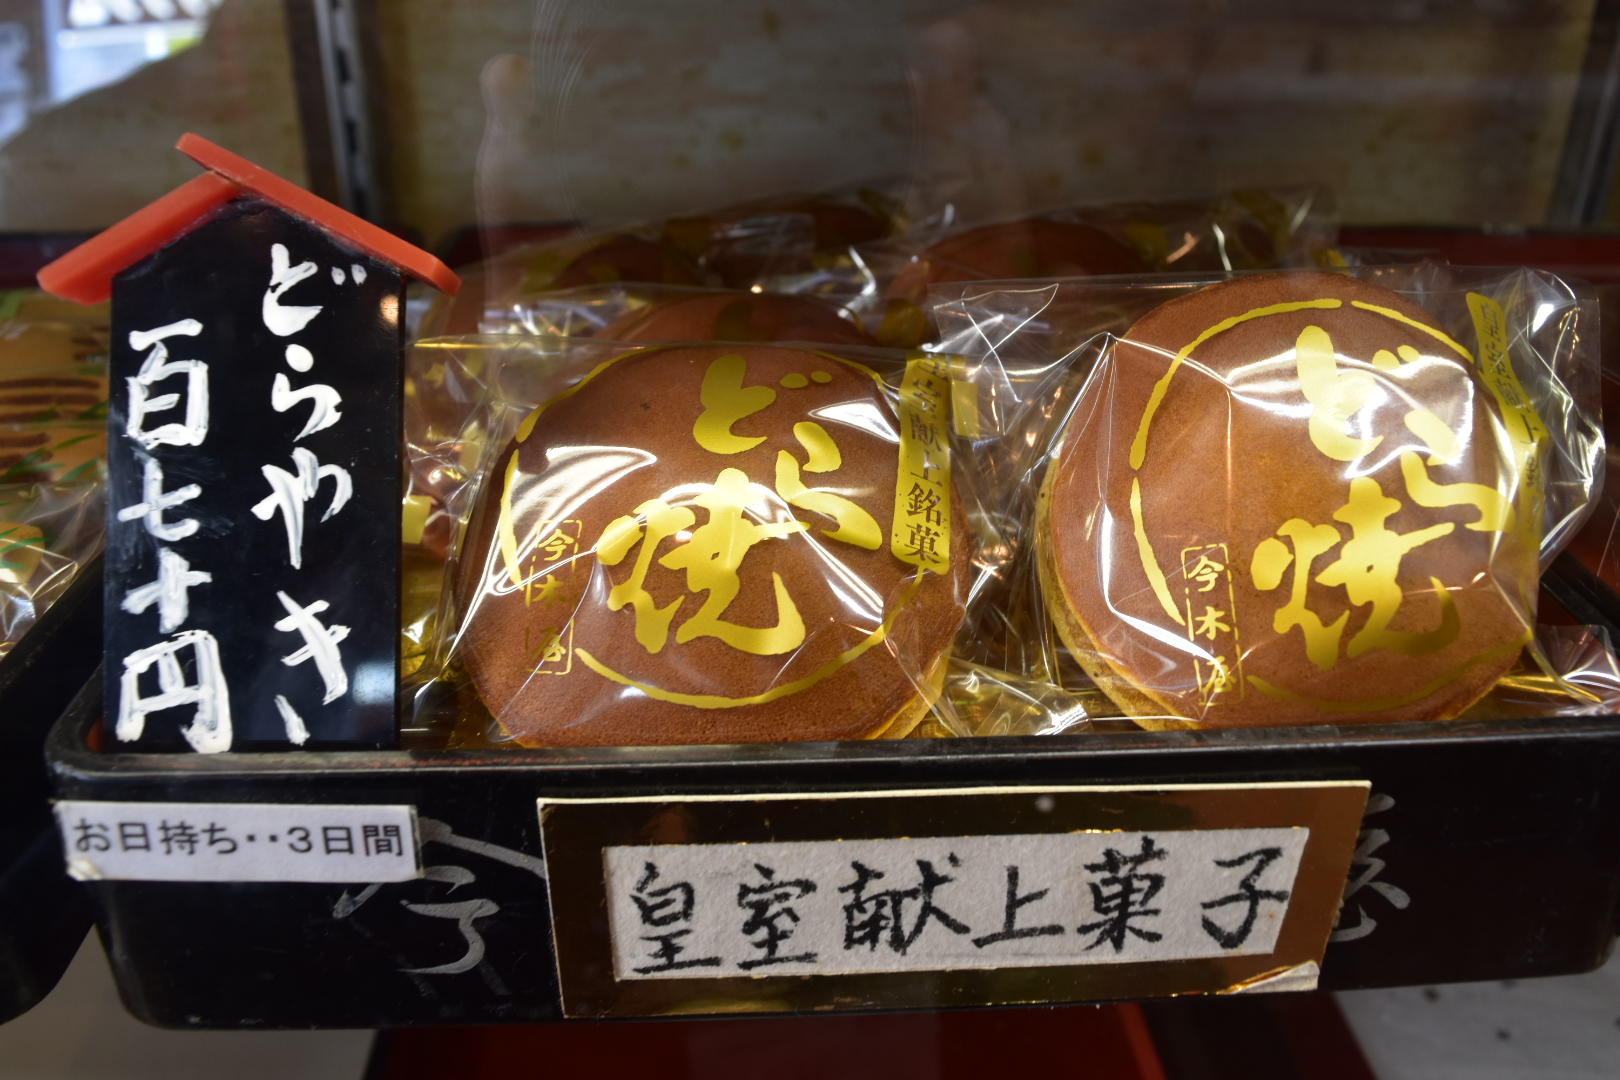 どらやき
百七十円
どら焼
今木屋
皇室献上銘菓
どら焼
今木屋
お日持ち‥3日間
皇室献上菓子
今